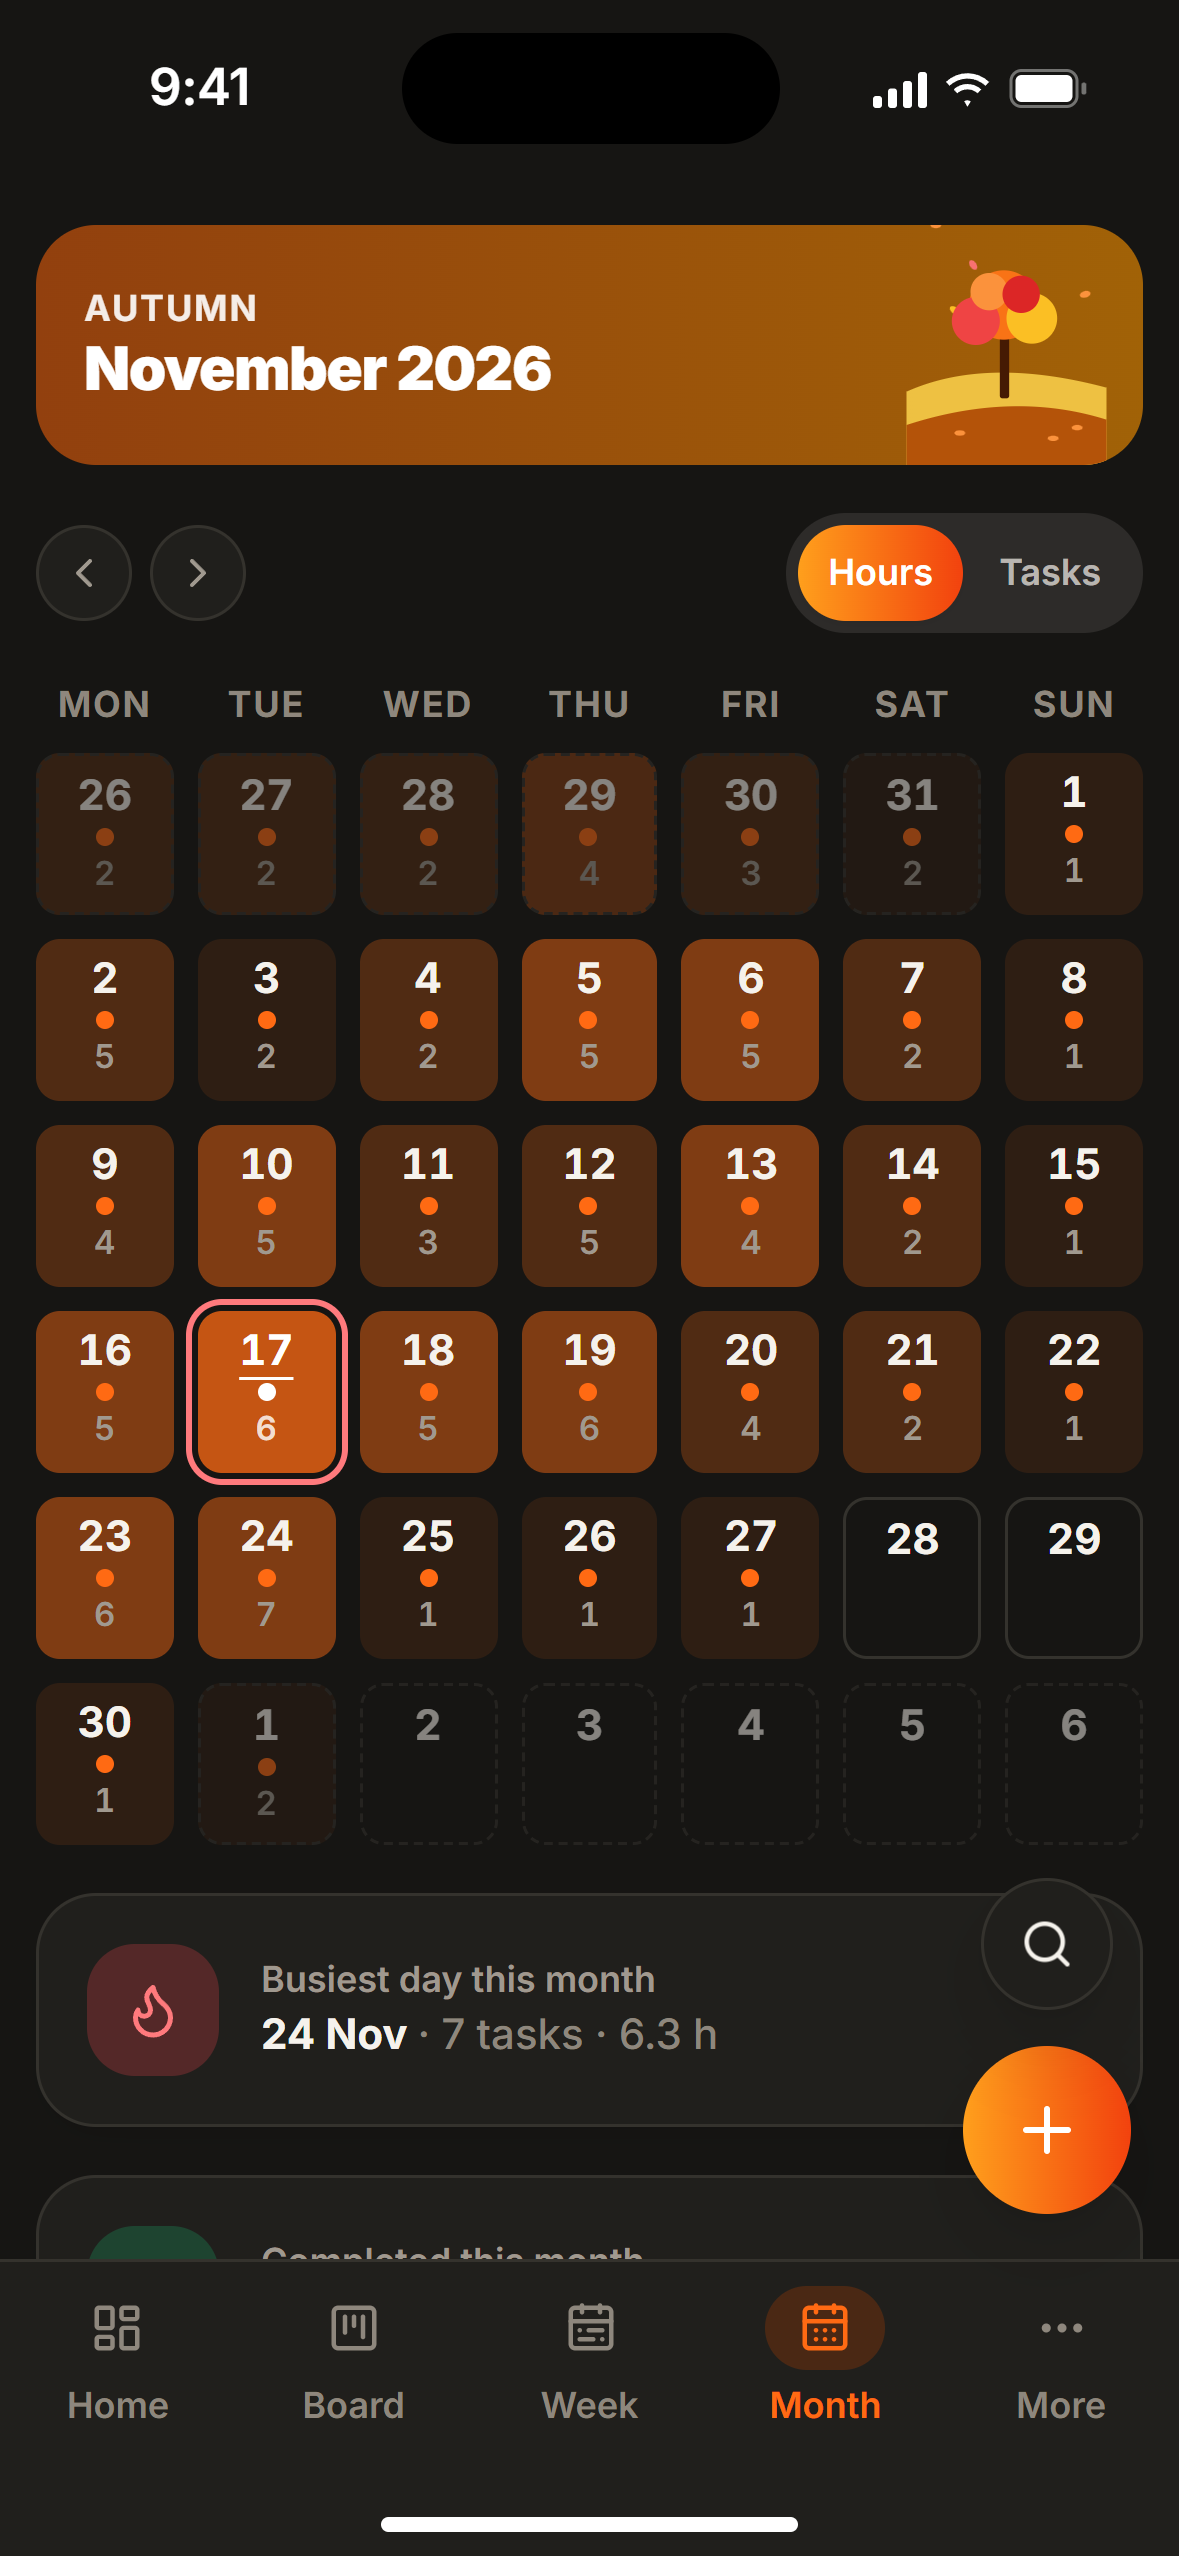 9:41
AUTUMN
November 2026
Hours Tasks
MON TUE WED THU FRI SAT SUN
26 27 28 29 30 31 1
2 2 2 4 3 2 1
2 3 4 5 6 7 8
5 2 2 5 5 2 1
9 10 11 12 13 14 15
4 5 3 5 4 2 1
16 17 18 19 20 21 22
5 6 5 6 4 2 1
23 24 25 26 27 28 29
6 7 1 1 1
30 1 2 3 4 5 6
1 2
Busiest day this month
24 Nov · 7 tasks · 6.3 h
Completed this month
Home Board Week Month More